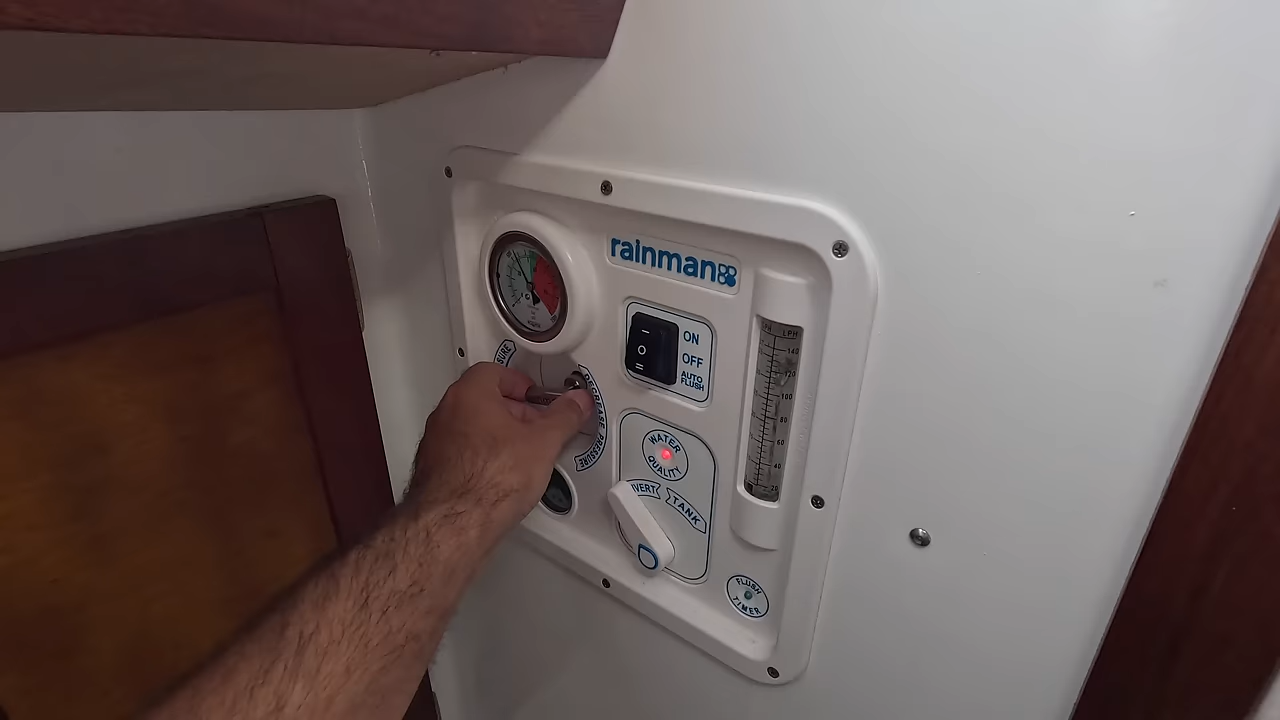 rainman
LPH
140
120
100
80
60
40
20
ON
OFF
AUTO
FLUSH
DECREASE PRESSURE
WATER
QUALITY
TANK
FLUSH
TIMER